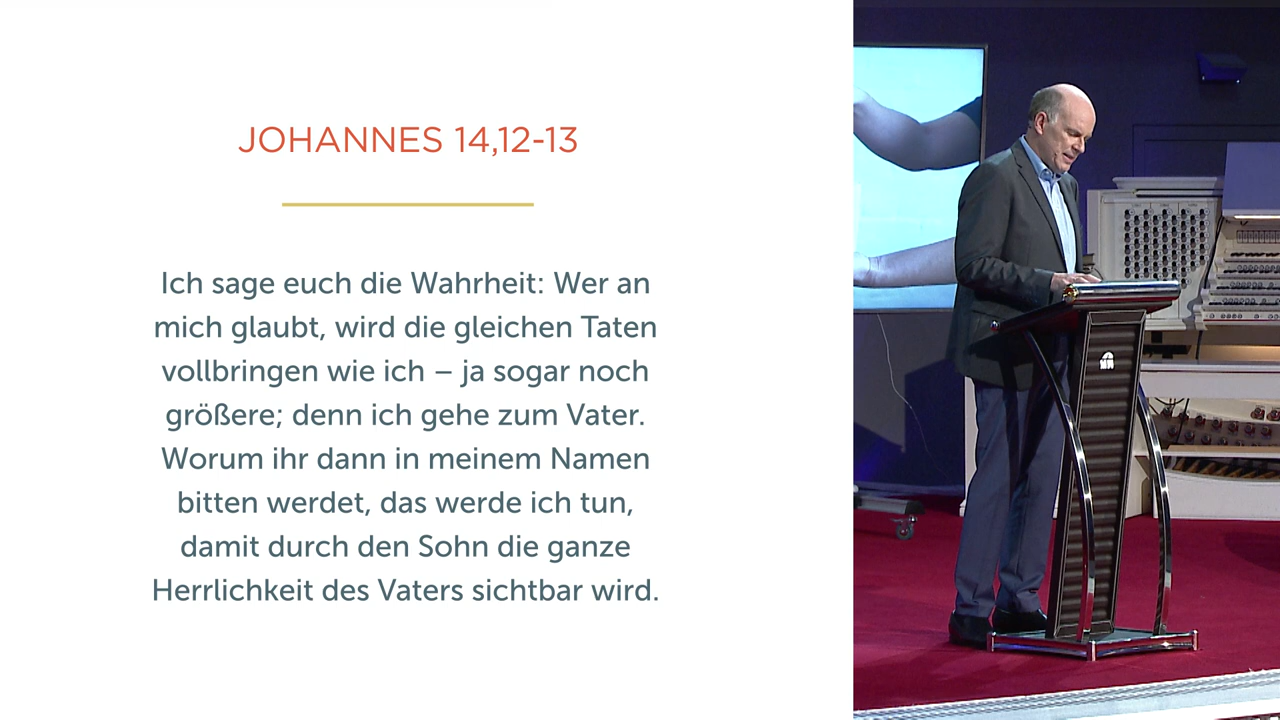 JOHANNES 14,12-13
Ich sage euch die Wahrheit: Wer an
mich glaubt, wird die gleichen Taten
vollbringen wie ich – ja sogar noch
größere; denn ich gehe zum Vater.
Worum ihr dann in meinem Namen
bitten werdet, das werde ich tun,
damit durch den Sohn die ganze
Herrlichkeit des Vaters sichtbar wird.